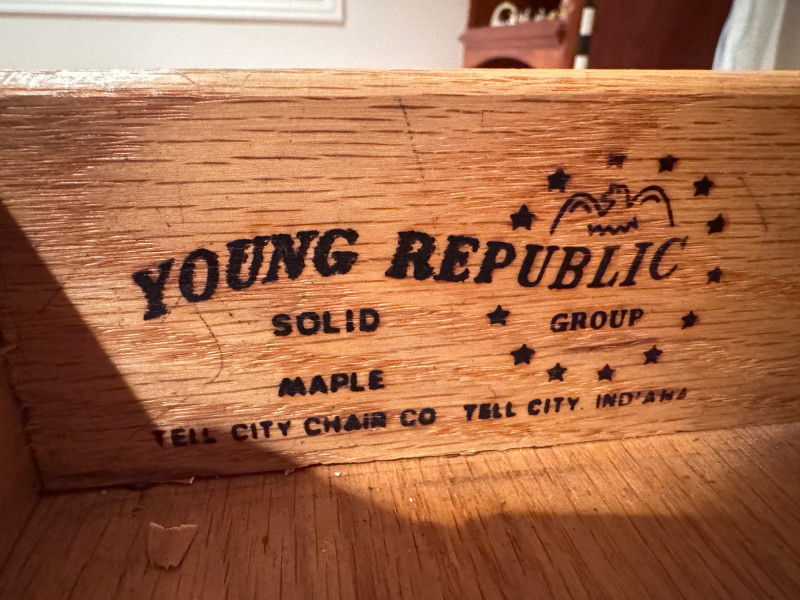 YOUNG REPUBLIC
SOLID
GROUP
MAPLE
TELL CITY CHAIR CO TELL CITY. INDIANA